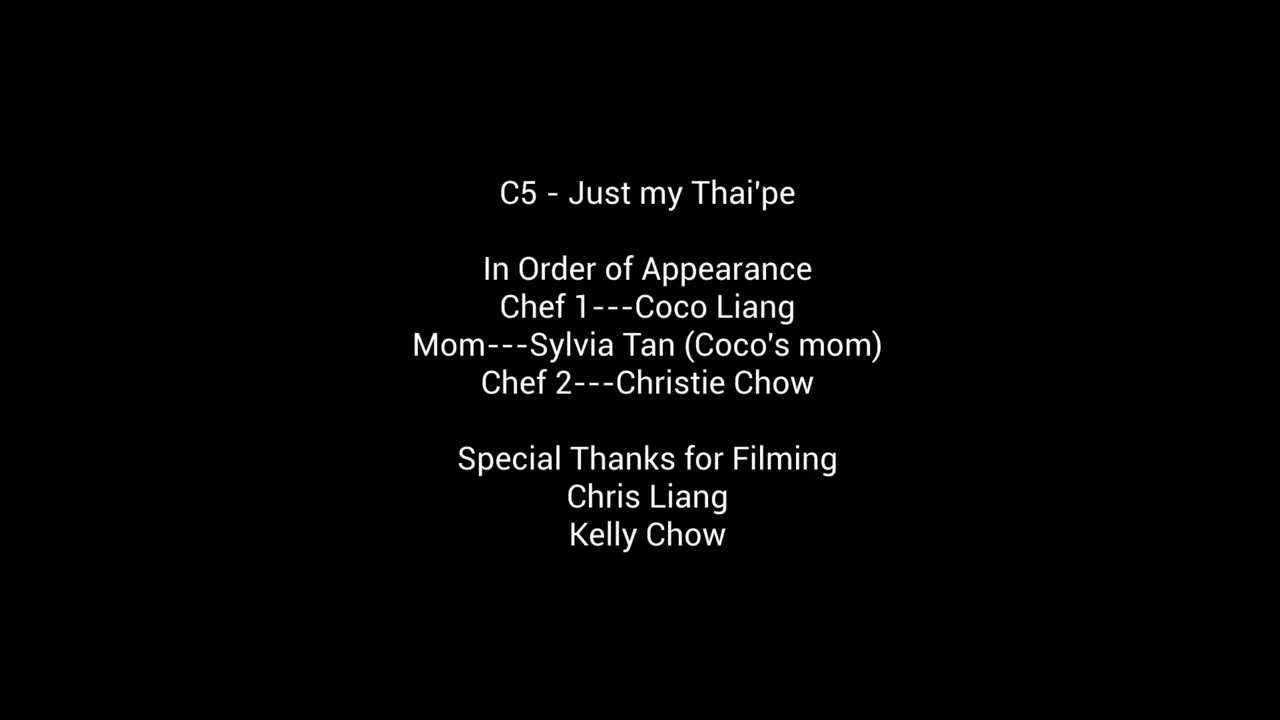 C5 - Just my Thai'pe
In Order of Appearance
Chef 1---Coco Liang
Mom---Sylvia Tan (Coco's mom)
Chef 2---Christie Chow
Special Thanks for Filming
Chris Liang
Kelly Chow